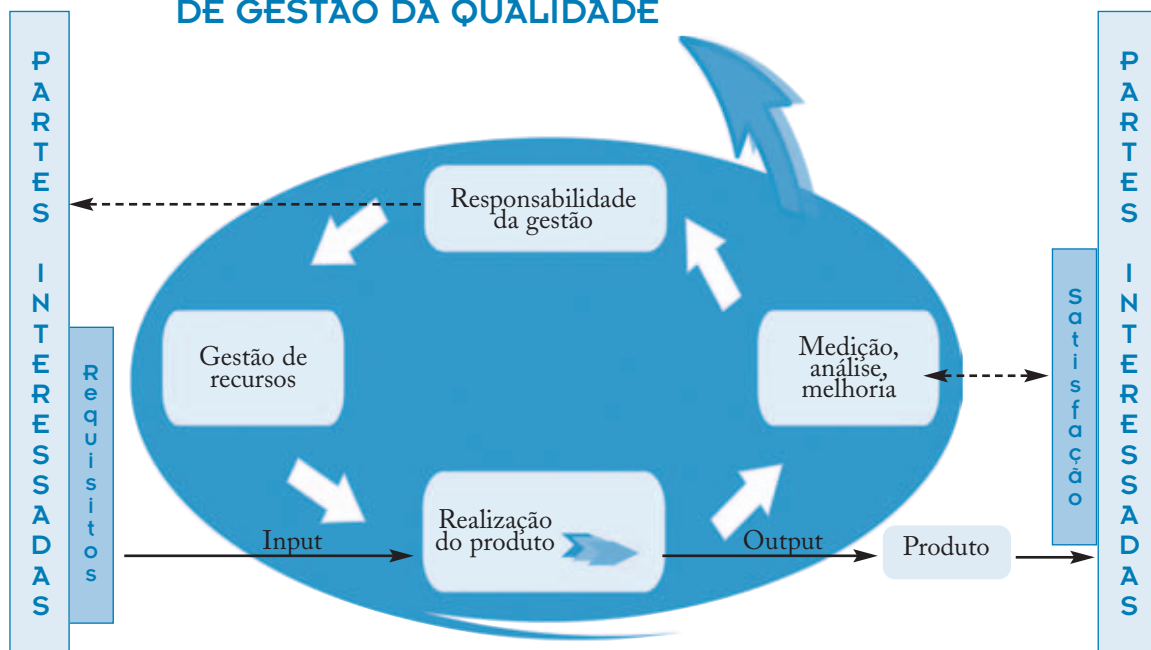 DE GESTÃO DA QUALIDADE
PARTES INTERESSADAS
Requisitos
Responsabilidade
da gestão
Gestão de
recursos
Medição,
análise,
melhoria
Realização
do produto
Input
Output
Produto
Satisfação
PARTES INTERESSADAS